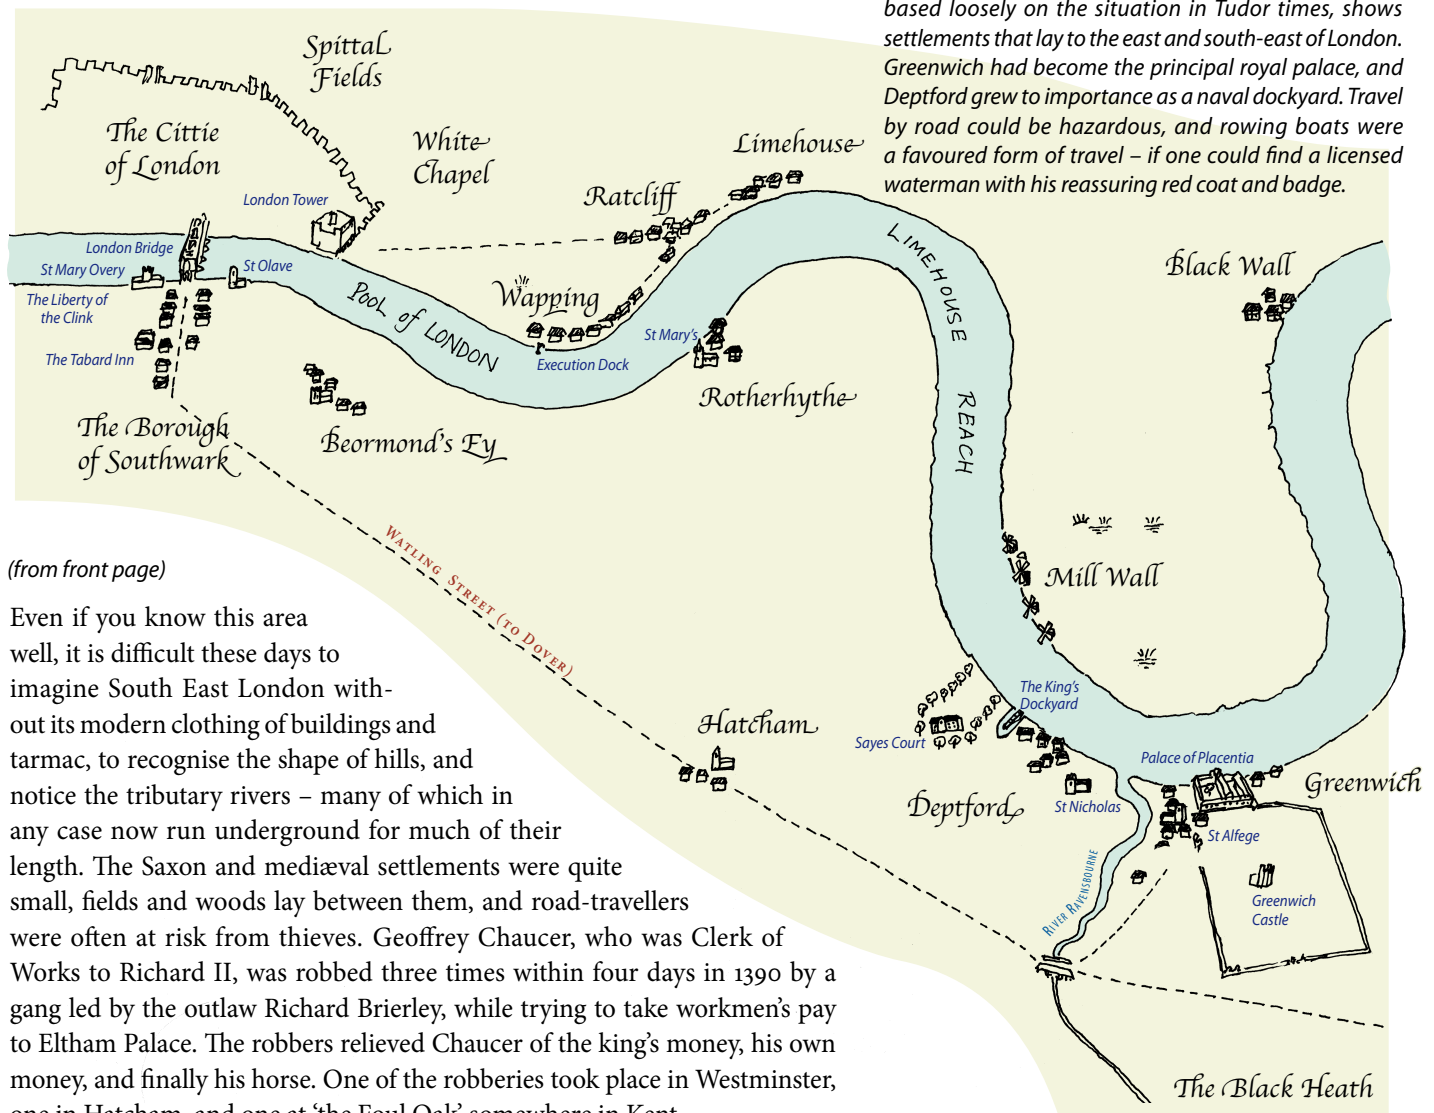 based loosely on the situation in Tudor times, shows
settlements that lay to the east and south-east of London.
Greenwich had become the principal royal palace, and
Deptford grew to importance as a naval dockyard. Travel
by road could be hazardous, and rowing boats were
a favoured form of travel – if one could find a licensed
waterman with his reassuring red coat and badge.
Spittal
Fields
The Cittie
of London
White
Chapel
Limehouse
Ratcliff
London Tower
London Bridge
St Mary Overy
St Olave
The Liberty of
the Clink
The Tabard Inn
POOL of LONDON
Wapping
Execution Dock
St Mary's
Rotherhythe
LIMEHOUSE
REACH
Black Wall
The Borough
of Southwark
Beormond's Ey
WATLING STREET (TO DOVER)
Mill Wall
Hatcham
Sayes Court
The King's
Dockyard
Deptford
St Nicholas
Palace of Placentia
Greenwich
St Alfege
Greenwich
Castle
RIVER RAVENSBOURNE
The Black Heath
(from front page)
Even if you know this area
well, it is difficult these days to
imagine South East London with-
out its modern clothing of buildings and
tarmac, to recognise the shape of hills, and
notice the tributary rivers – many of which in
any case now run underground for much of their
length. The Saxon and mediæval settlements were quite
small, fields and woods lay between them, and road-travellers
were often at risk from thieves. Geoffrey Chaucer, who was Clerk of
Works to Richard II, was robbed three times within four days in 1390 by a
gang led by the outlaw Richard Brierley, while trying to take workmen's pay
to Eltham Palace. The robbers relieved Chaucer of the king's money, his own
money, and finally his horse. One of the robberies took place in Westminster,
one in Hatcham, and one at 'the Foul Oak' somewhere in Kent.